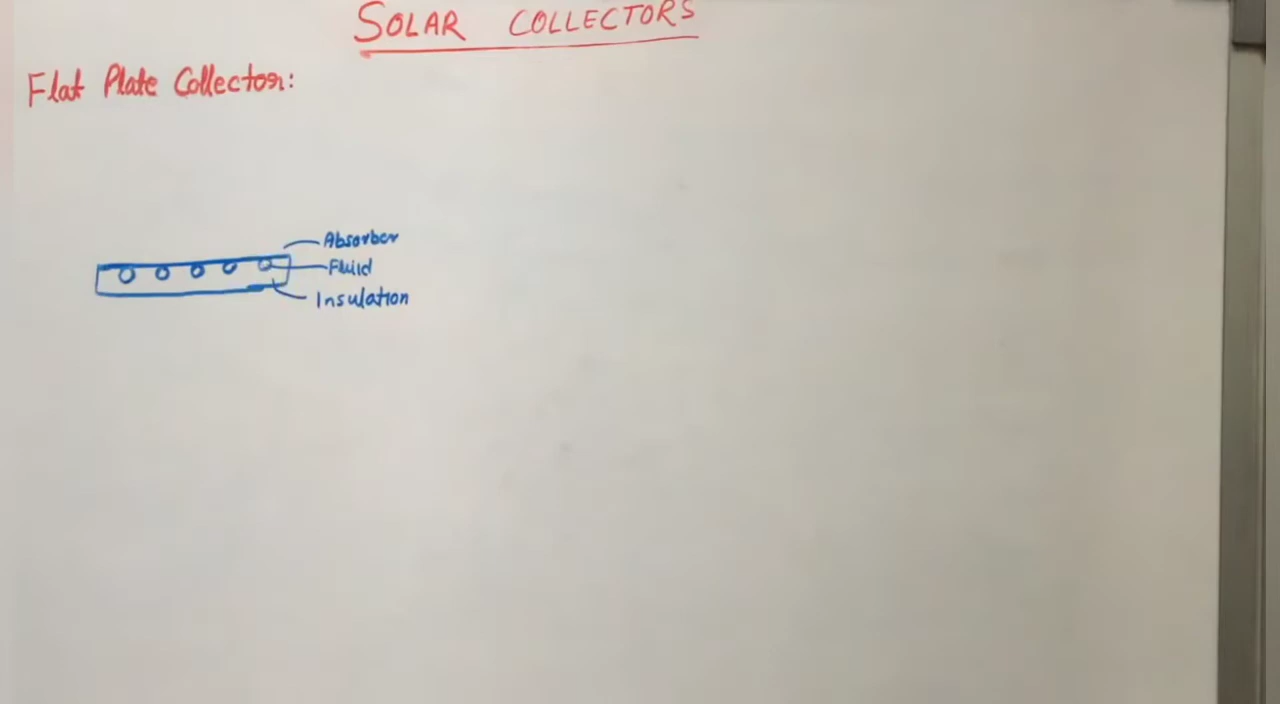 SOLAR COLLECTORS
Flat Plate Collector:
Absorber
Fluid
Insulation